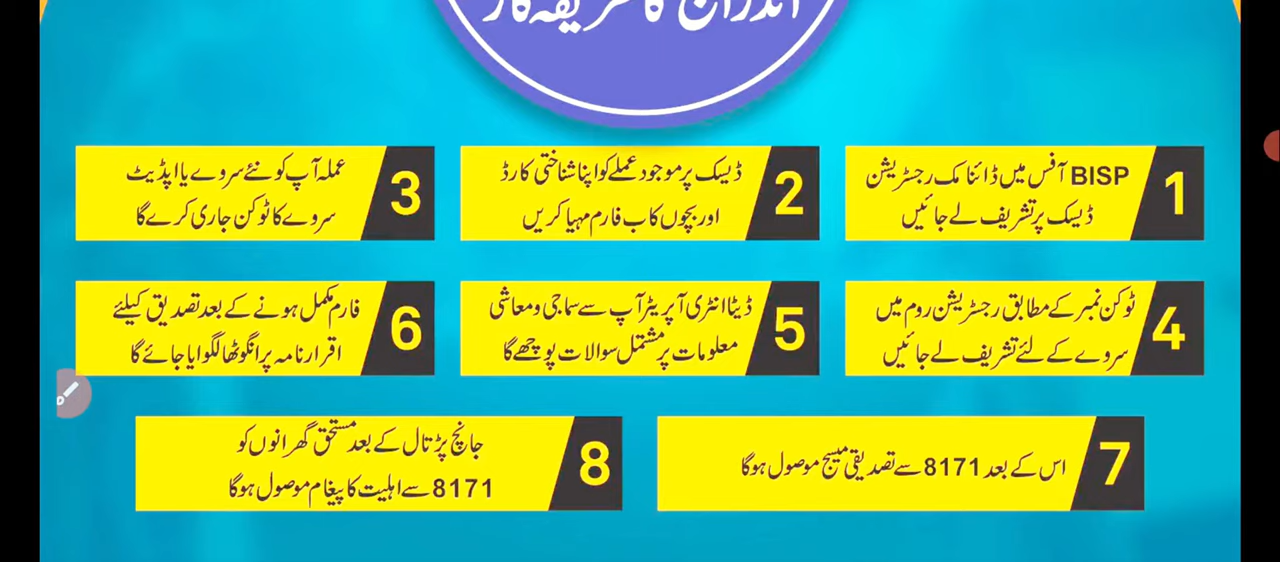 اندراج کا طریقہ کار
1
BISP آفس میں ڈائنامک رجسٹریشن
ڈیسک پر تشریف لے جائیں
2
ڈیسک پر موجود عملے کو اپنا شناختی کارڈ
اور بچوں کا ب فارم مہیا کریں
3
عملہ آپ کو نئے سروے یا اپڈیٹ
سروے کا ٹوکن جاری کرے گا
4
ٹوکن نمبر کے مطابق رجسٹریشن روم میں
سروے کے لئے تشریف لے جائیں
5
ڈیٹا انٹری آپریٹر آپ سے سماجی و معاشی
معلومات پر مشتمل سوالات پوچھے گا
6
فارم مکمل ہونے کے بعد تصدیق کیلئے
اقرارنامہ پر انگوٹھا لگوایا جائے گا
7
اس کے بعد 8171 سے تصدیقی میسج موصول ہوگا
8
جانچ پڑتال کے بعد مستحق گھرانوں کو
8171 سے اہلیت کا پیغام موصول ہوگا